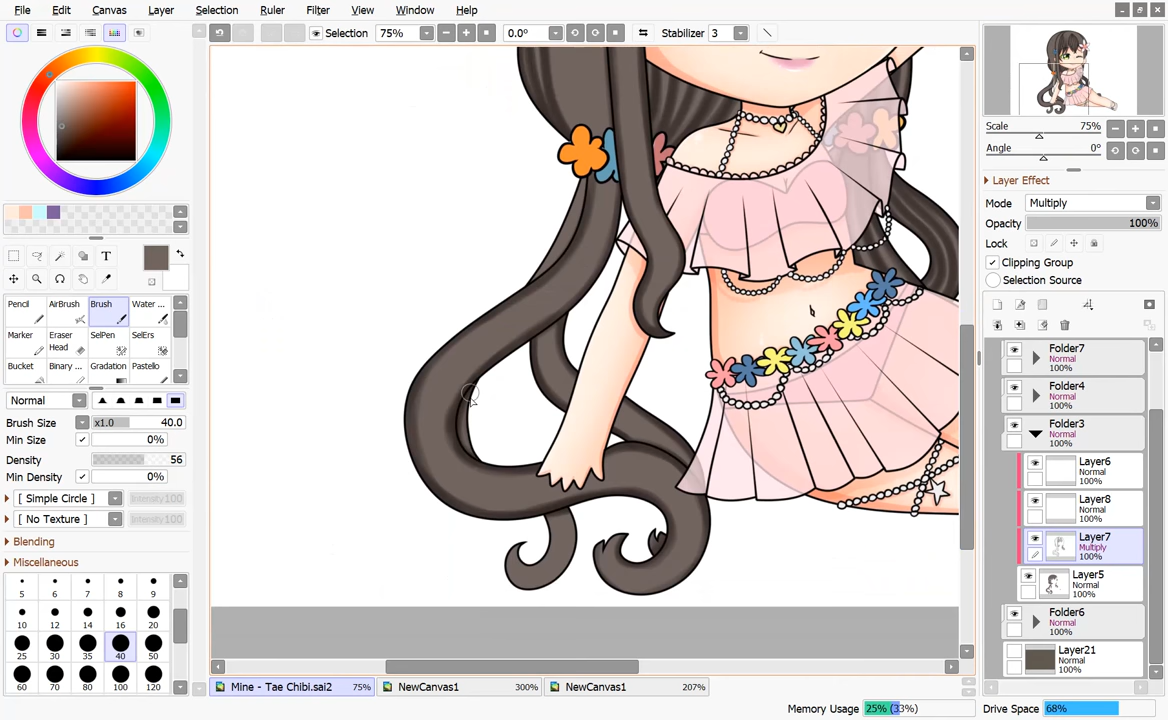 File Edit Canvas Layer Selection Ruler Filter View Window Help
Selection 75% 0.0° Stabilizer 3
Scale 75%
Angle 0°
Layer Effect
Mode Multiply
Opacity 100%
Lock
Clipping Group
Selection Source
T
Pencil AirBrush Brush Water ...
Marker Eraser Head SelPen SelErs
Bucket Binary ... Gradation Pastello
Normal
Brush Size x1.0 40.0
Min Size 0%
Density 56
Min Density 0%
[ Simple Circle ] Intensity 100
[ No Texture ] Intensity 100
Blending
Miscellaneous
5 6 7 8 9
10 12 14 16 20
25 30 35 40 50
60 70 80 100 120
Folder7
Normal
100%
Folder4
Normal
100%
Folder3
Normal
100%
Layer6
Normal
100%
Layer8
Normal
100%
Layer7
Multiply
100%
Layer5
Normal
100%
Folder6
Normal
100%
Layer21
Normal
100%
Mine - Tae Chibi.sai2 75% NewCanvas1 300% NewCanvas1 207%
Memory Usage 25% (33%) Drive Space 68%